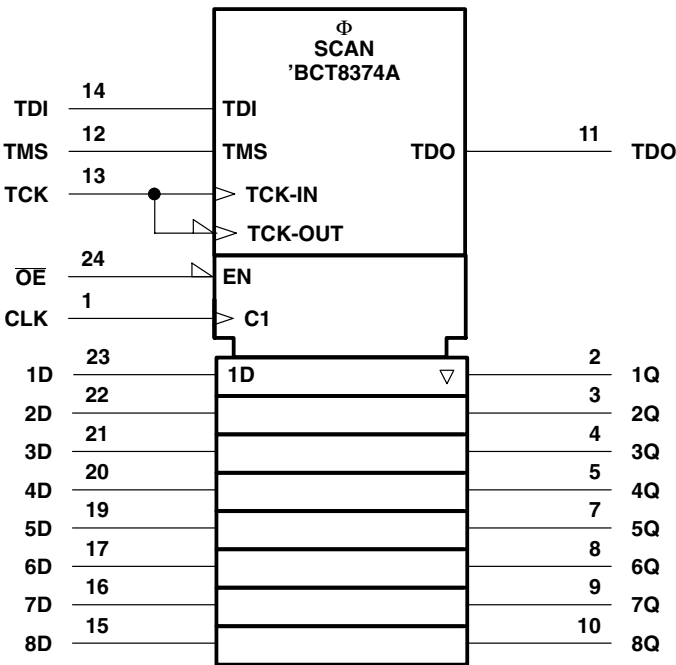 Φ
SCAN
'BCT8374A
TDI 14 TDI
TMS 12 TMS TDO 11 TDO
TCK 13 TCK-IN
TCK-OUT
OE 24 EN
CLK 1 C1
1D 23 1D 2 1Q
2D 22 3 2Q
3D 21 4 3Q
4D 20 5 4Q
5D 19 7 5Q
6D 17 8 6Q
7D 16 9 7Q
8D 15 10 8Q